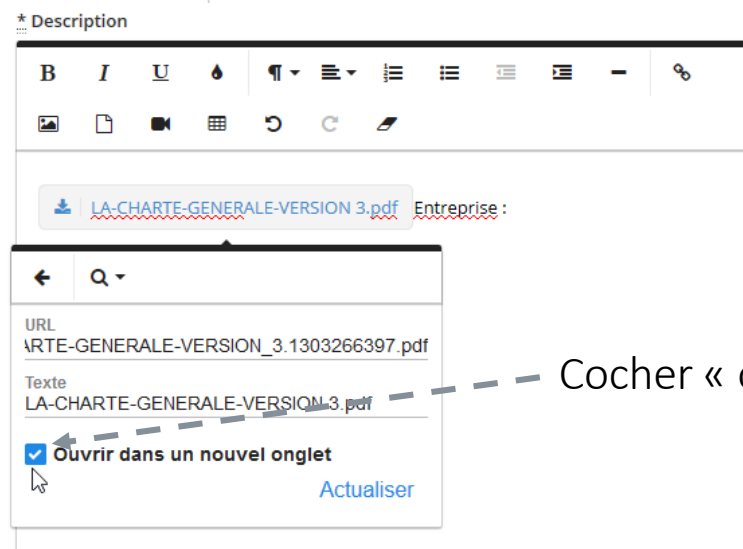 * Description
B I U
LA-CHARTE-GENERALE-VERSION 3.pdf Entreprise :
URL
ARTE-GENERALE-VERSION_3.1303266397.pdf
Texte
LA-CHARTE-GENERALE-VERSION 3.pdf
Cocher «
Ouvrir dans un nouvel onglet
Actualiser